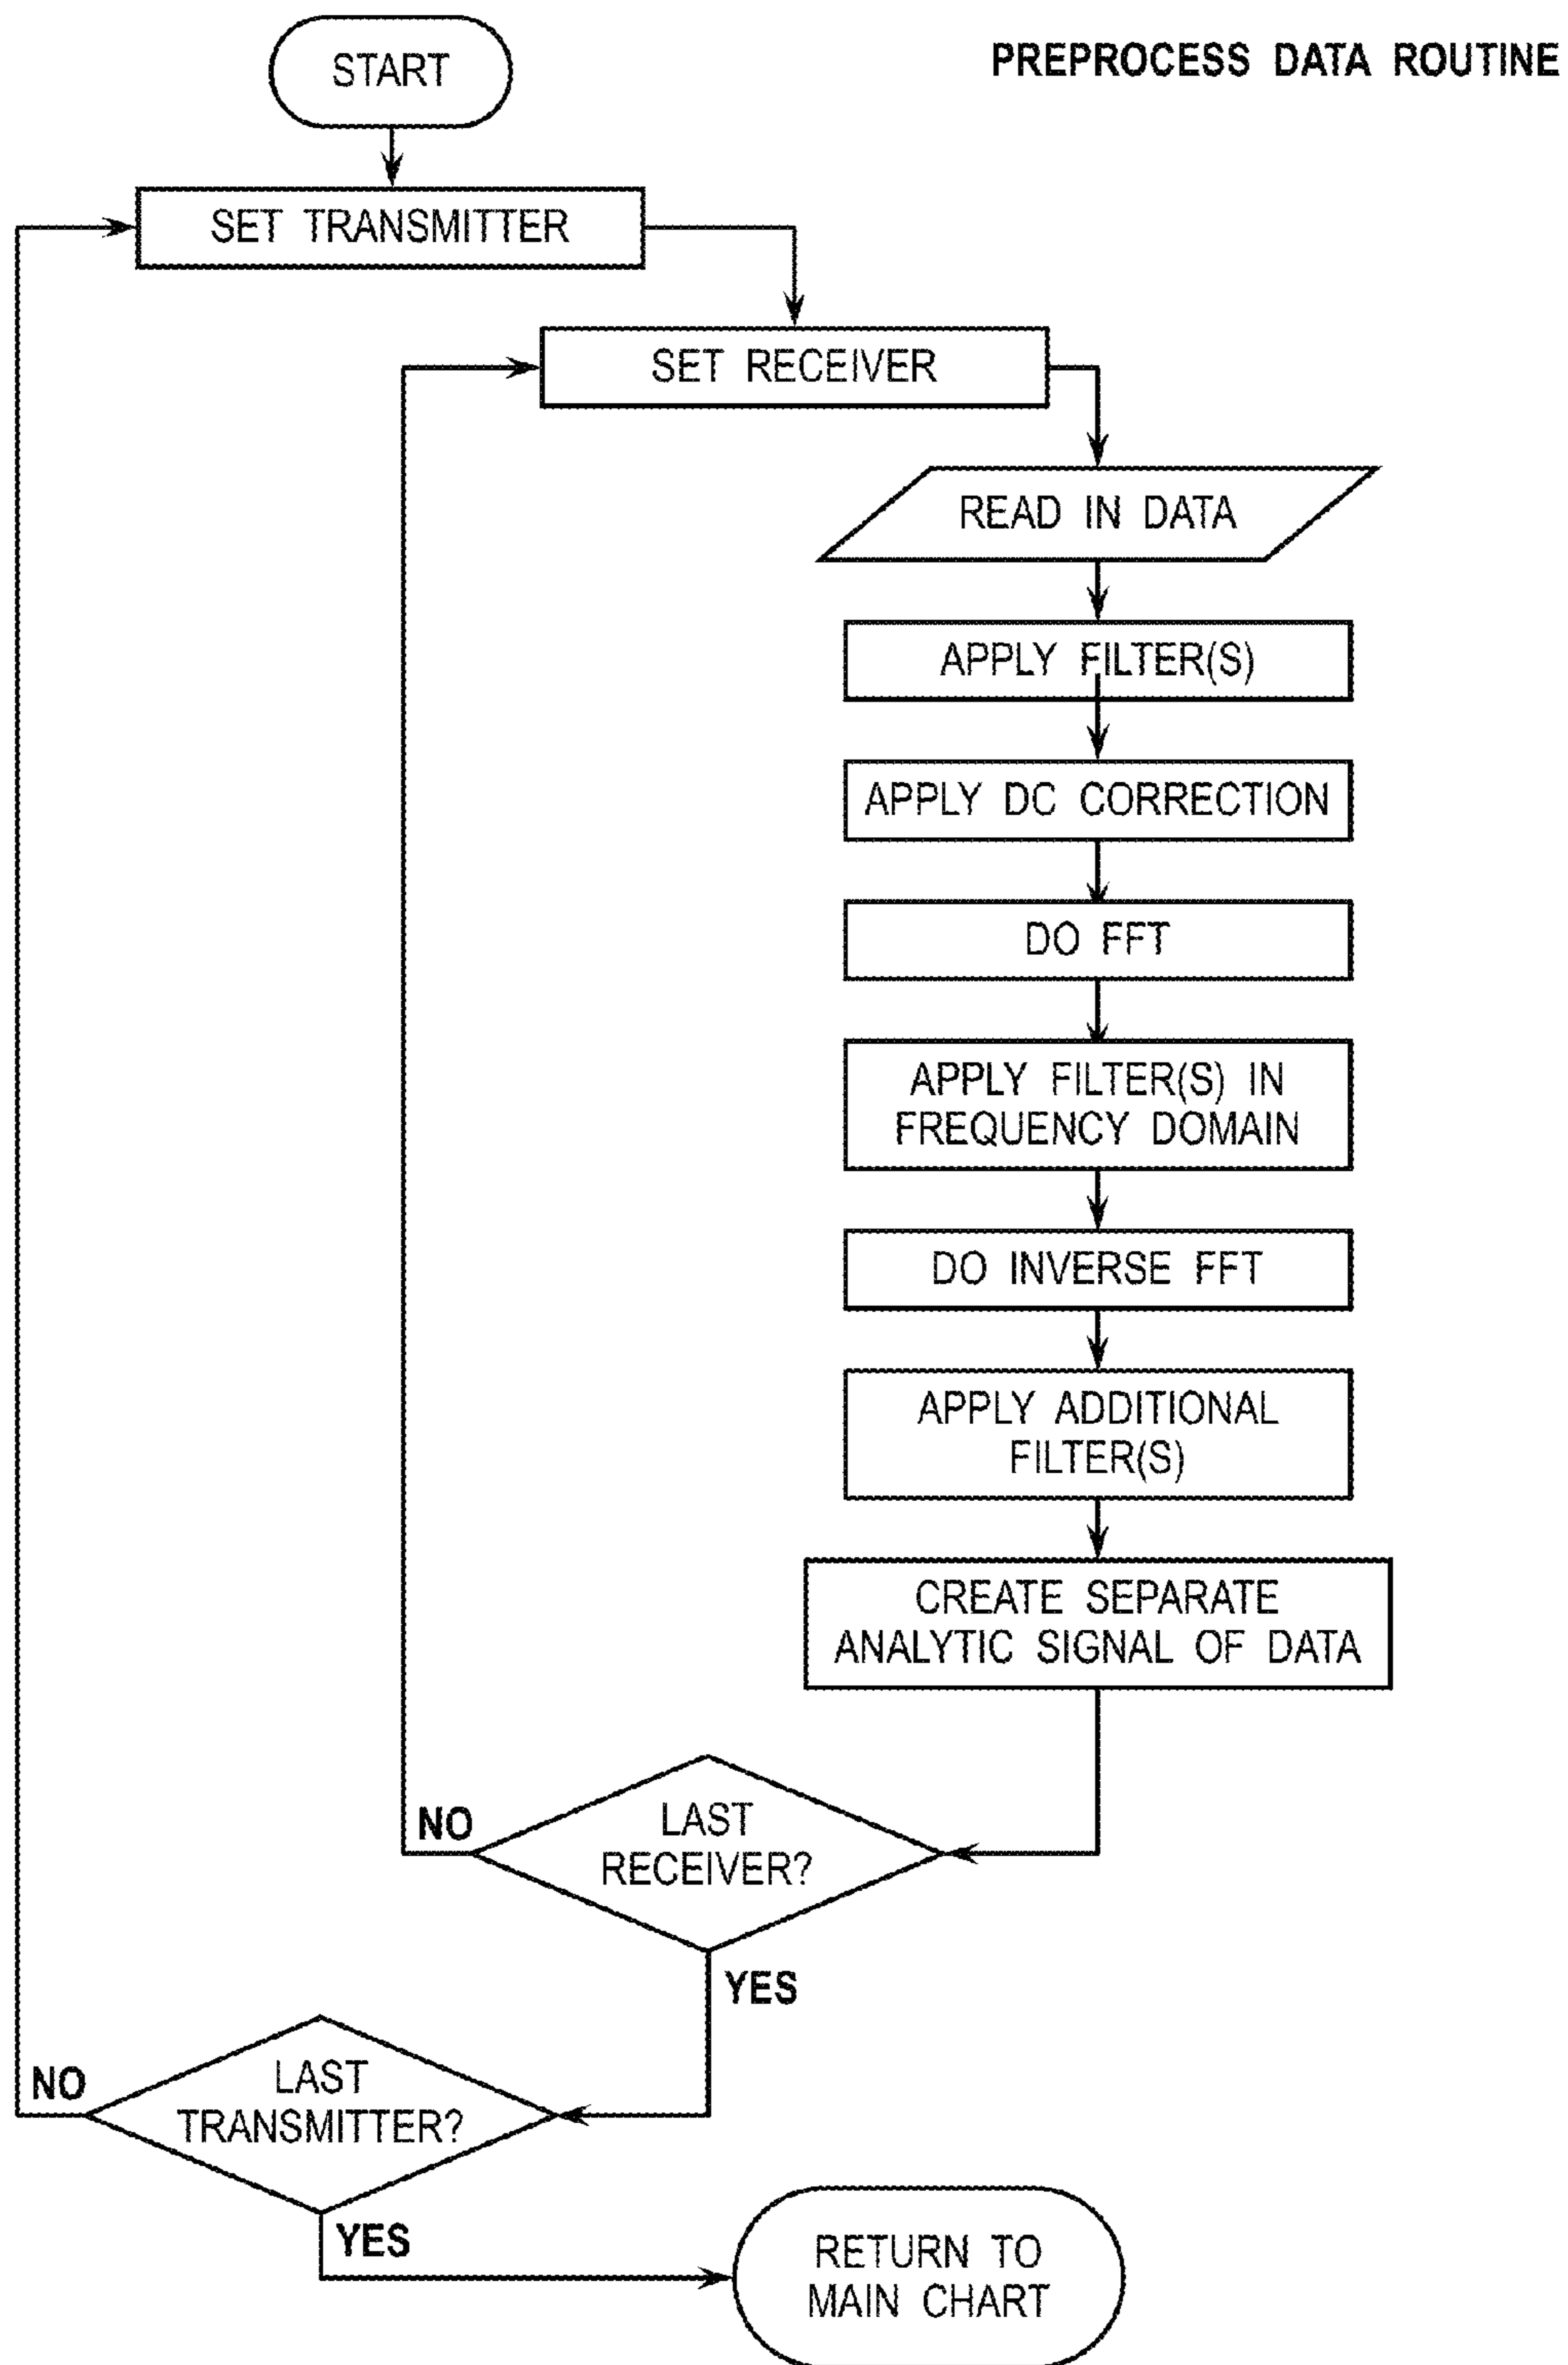 PREPROCESS DATA ROUTINE
START
SET TRANSMITTER
SET RECEIVER
READ IN DATA
APPLY FILTER(S)
APPLY DC CORRECTION
DO FFT
APPLY FILTER(S) IN
FREQUENCY DOMAIN
DO INVERSE FFT
APPLY ADDITIONAL
FILTER(S)
CREATE SEPARATE
ANALYTIC SIGNAL OF DATA
NO
LAST
RECEIVER?
YES
NO
LAST
TRANSMITTER?
YES
RETURN TO
MAIN CHART